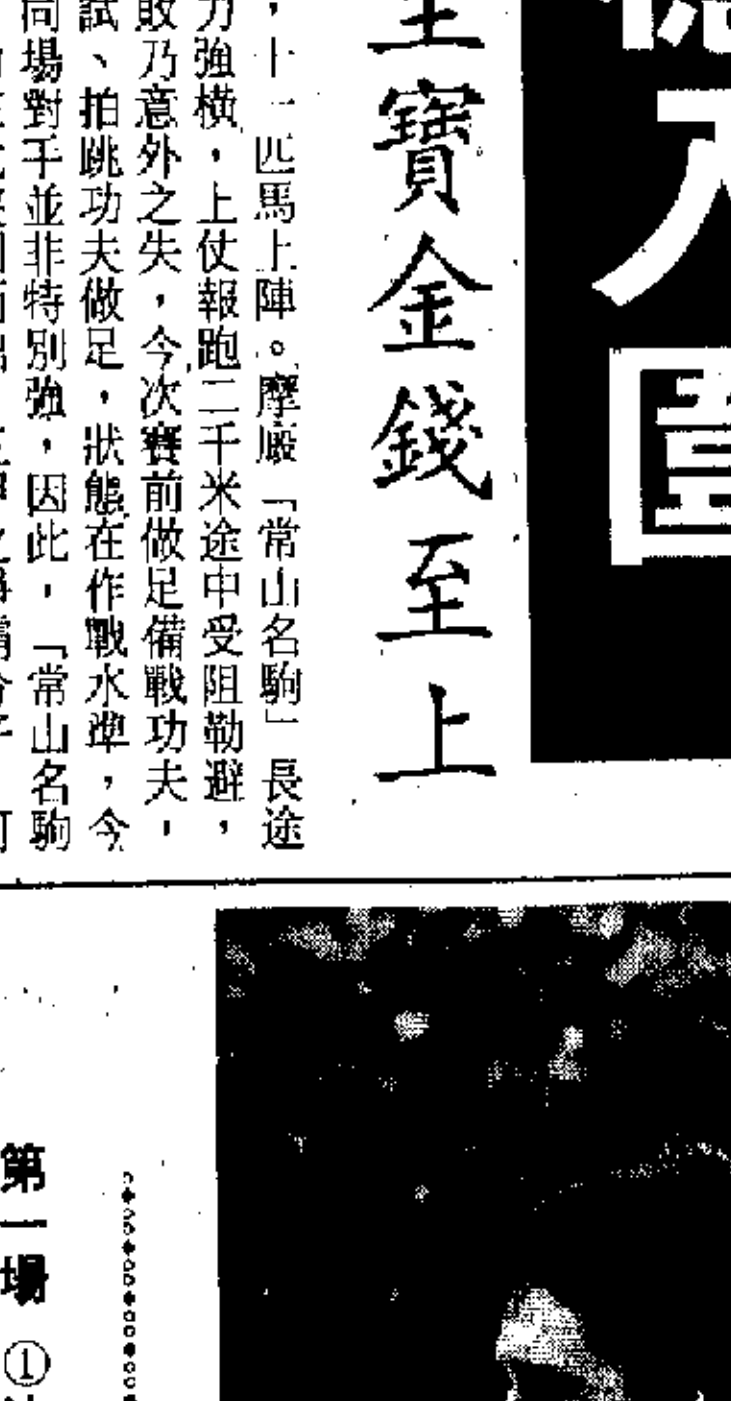 入
寶金錢至上
，十一匹馬上陣。摩廠「常山名駒」長途
力強橫，上仗報跑二千米途中受阻勒避，
敗乃意外之失，今次賽前做足備戰功夫，
試、拍跳功夫做足，狀態在作戰水準，今
同場對手並非特別強，因此，「常山名駒
第一場 ①